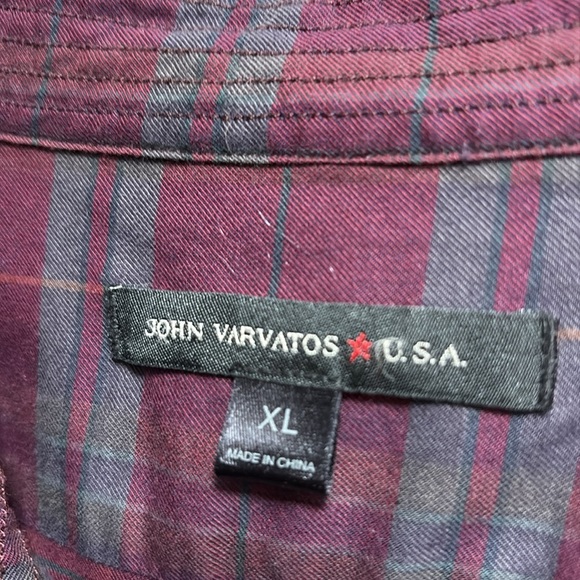 JOHN VARVATOS ★ U.S.A.
XL
MADE IN CHINA